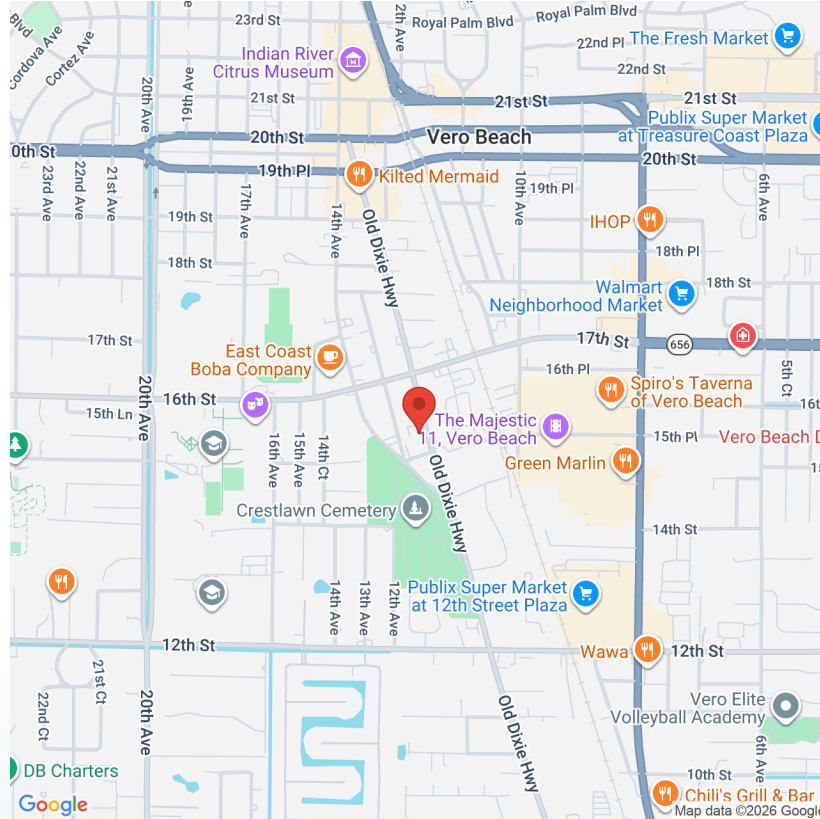 23rd St
2th Ave
Royal Palm Blvd
Royal Palm Blvd
Blvd
Cordova Ave
Cortez Ave
Indian River
Citrus Museum
22nd Pl
The Fresh Market
22nd St
20th Ave
19th Ave
21st St
21st St
21st St
Publix Super Market
at Treasure Coast Plaza
20th St
Vero Beach
20th St
19th Pl
Kilted Mermaid
23rd Ave
22nd Ave
21st Ave
17th Ave
14th Ave
10th Ave
19th Pl
6th Ave
19th St
Old Dixie Hwy
IHOP
18th St
18th Pl
Walmart
Neighborhood Market
18th St
17th St
17th St
656
East Coast
Boba Company
16th Pl
5th Ct
20th Ave
16th St
Spiro's Taverna
of Vero Beach
15th Ln
The Majestic
11, Vero Beach
15th Pl
Vero Beach D
16th Ave
15th Ave
14th Ct
Green Marlin
Old Dixie Hwy
Crestlawn Cemetery
14th St
14th Ave
13th Ave
12th Ave
Publix Super Market
at 12th Street Plaza
12th St
Wawa
12th St
22nd Ct
21st Ct
20th Ave
Old Dixie Hwy
Vero Elite
Volleyball Academy
6th Ave
DB Charters
10th St
Chili's Grill & Bar
Google
Map data ©2026 Google